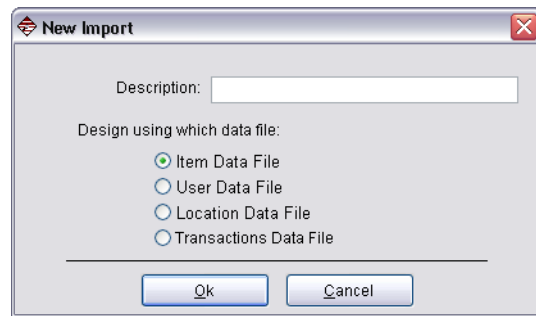 New Import
Description:
Design using which data file:
Item Data File
User Data File
Location Data File
Transactions Data File
Ok
Cancel